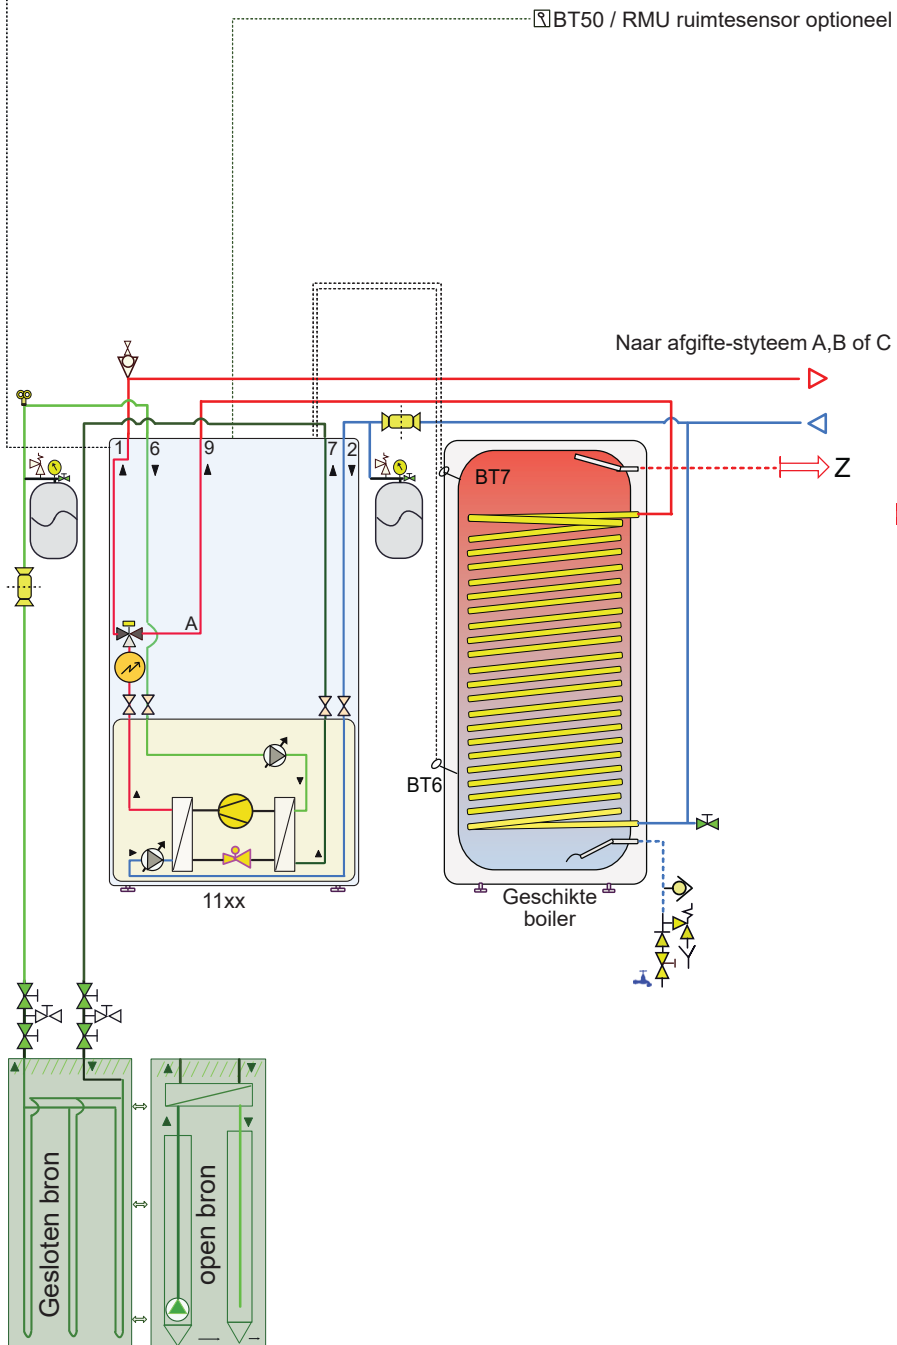 BT50 / RMU ruimtesensor optioneel
Naar afgifte-styteem A,B of C
1 6 9 7 2
Z
BT7
A
BT6
11xx
Geschikte
boiler
Gesloten bron
open bron